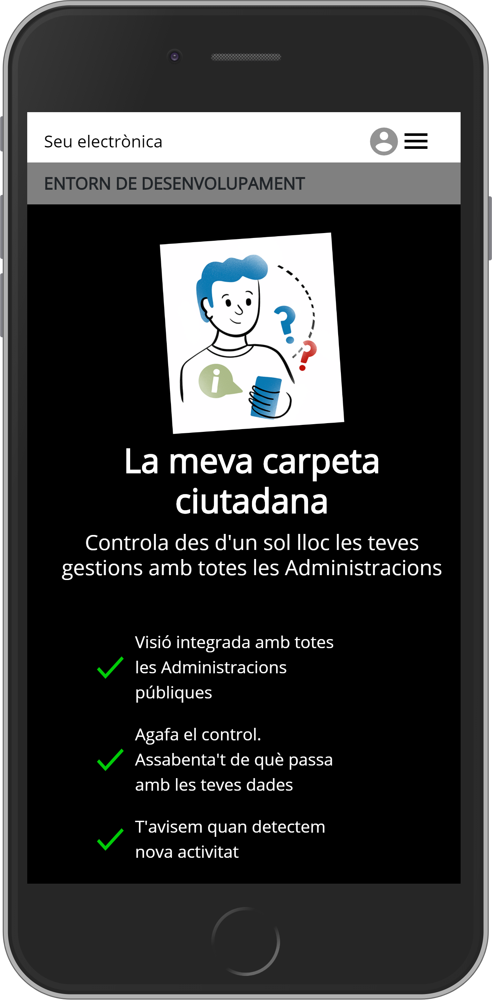 Seu electrònica
ENTORN DE DESENVOLUPAMENT
?
?
i
La meva carpeta
ciutadana
Controla des d'un sol lloc les teves
gestions amb totes les Administracions
Visió integrada amb totes
les Administracions
públiques
Agafa el control.
Assabenta't de què passa
amb les teves dades
T'avisem quan detectem
nova activitat